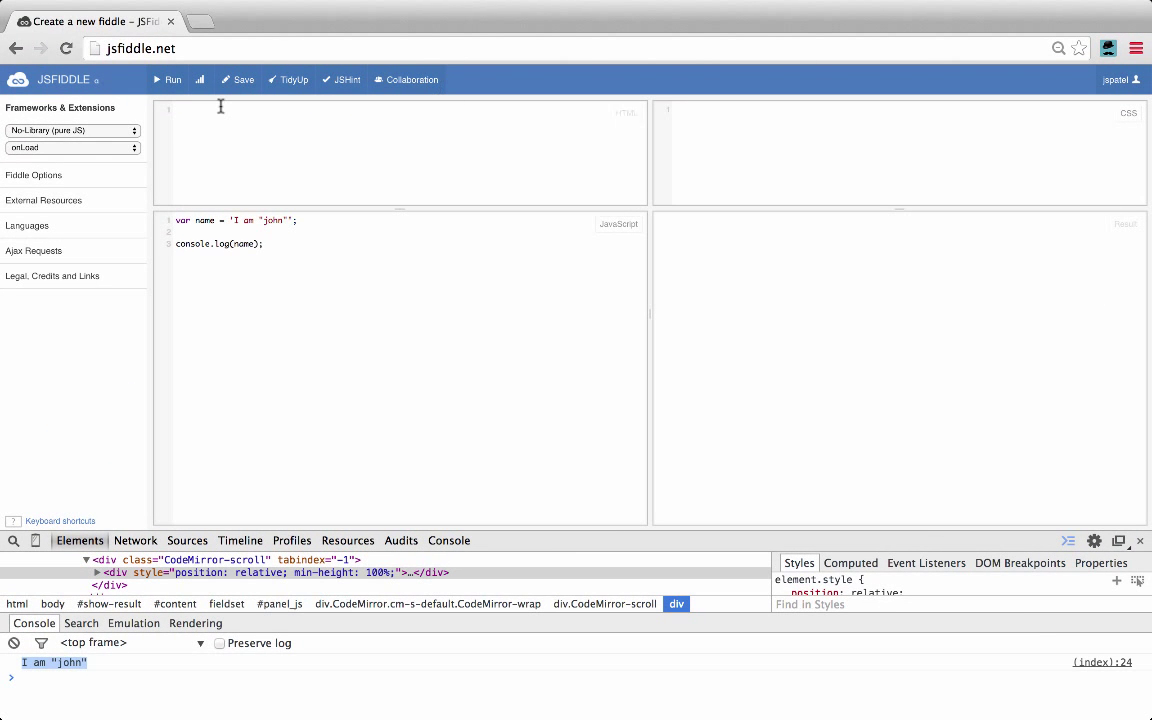 Create a new fiddle – JSFid
jsfiddle.net
JSFIDDLE α
Run
Save
TidyUp
JSHint
Collaboration
jspatel
Frameworks & Extensions
No-Library (pure JS)
onLoad
Fiddle Options
External Resources
Languages
Ajax Requests
Legal, Credits and Links
? Keyboard shortcuts
1
HTML
1
CSS
1 var name = 'I am "john"';
2
3 console.log(name);
JavaScript
Result
Elements Network Sources Timeline Profiles Resources Audits Console
▼<div class="CodeMirror-scroll" tabindex="-1">
▶<div style="position: relative; min-height: 100%;">…</div>
</div>
html body #show-result #content fieldset #panel_js div.CodeMirror.cm-s-default.CodeMirror-wrap div.CodeMirror-scroll div
Styles Computed Event Listeners DOM Breakpoints Properties
element.style {
position: relative;
Find in Styles
Console Search Emulation Rendering
<top frame> ▼ Preserve log
I am "john" (index):24
>